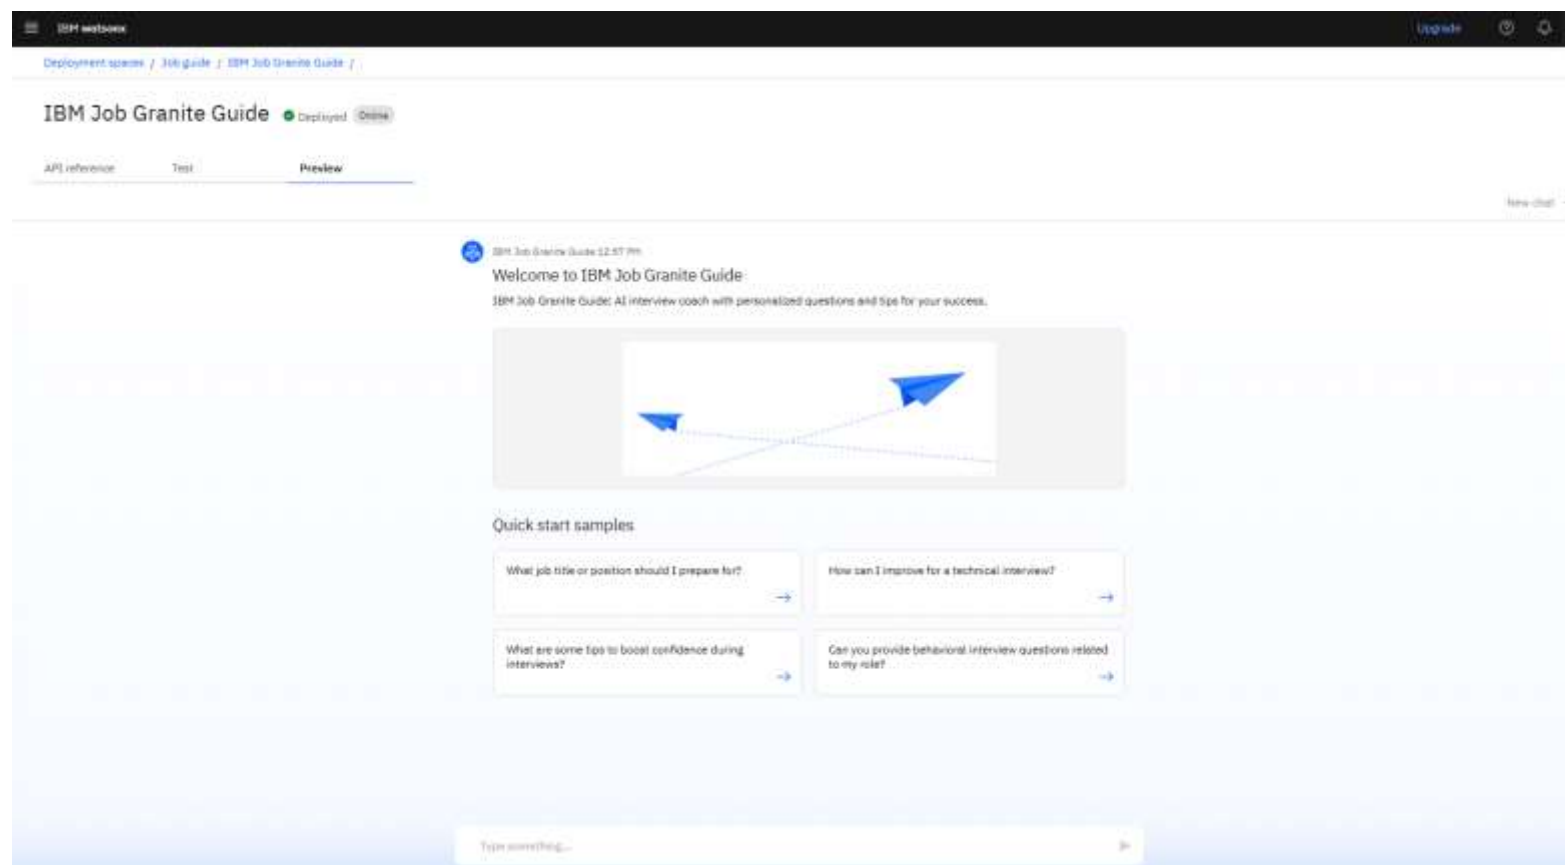 IBM watsonx
Upgrade
Deployment spaces / Job guide / IBM Job Granite Guide /
IBM Job Granite Guide Deployed Online
API reference Test Preview
New chat
IBM Job Granite Guide 12:57 PM
Welcome to IBM Job Granite Guide
IBM Job Granite Guide: AI interview coach with personalized questions and tips for your success.
Quick start samples
What job title or position should I prepare for?
How can I improve for a technical interview?
What are some tips to boost confidence during
interviews?
Can you provide behavioral interview questions related
to my role?
Type something...